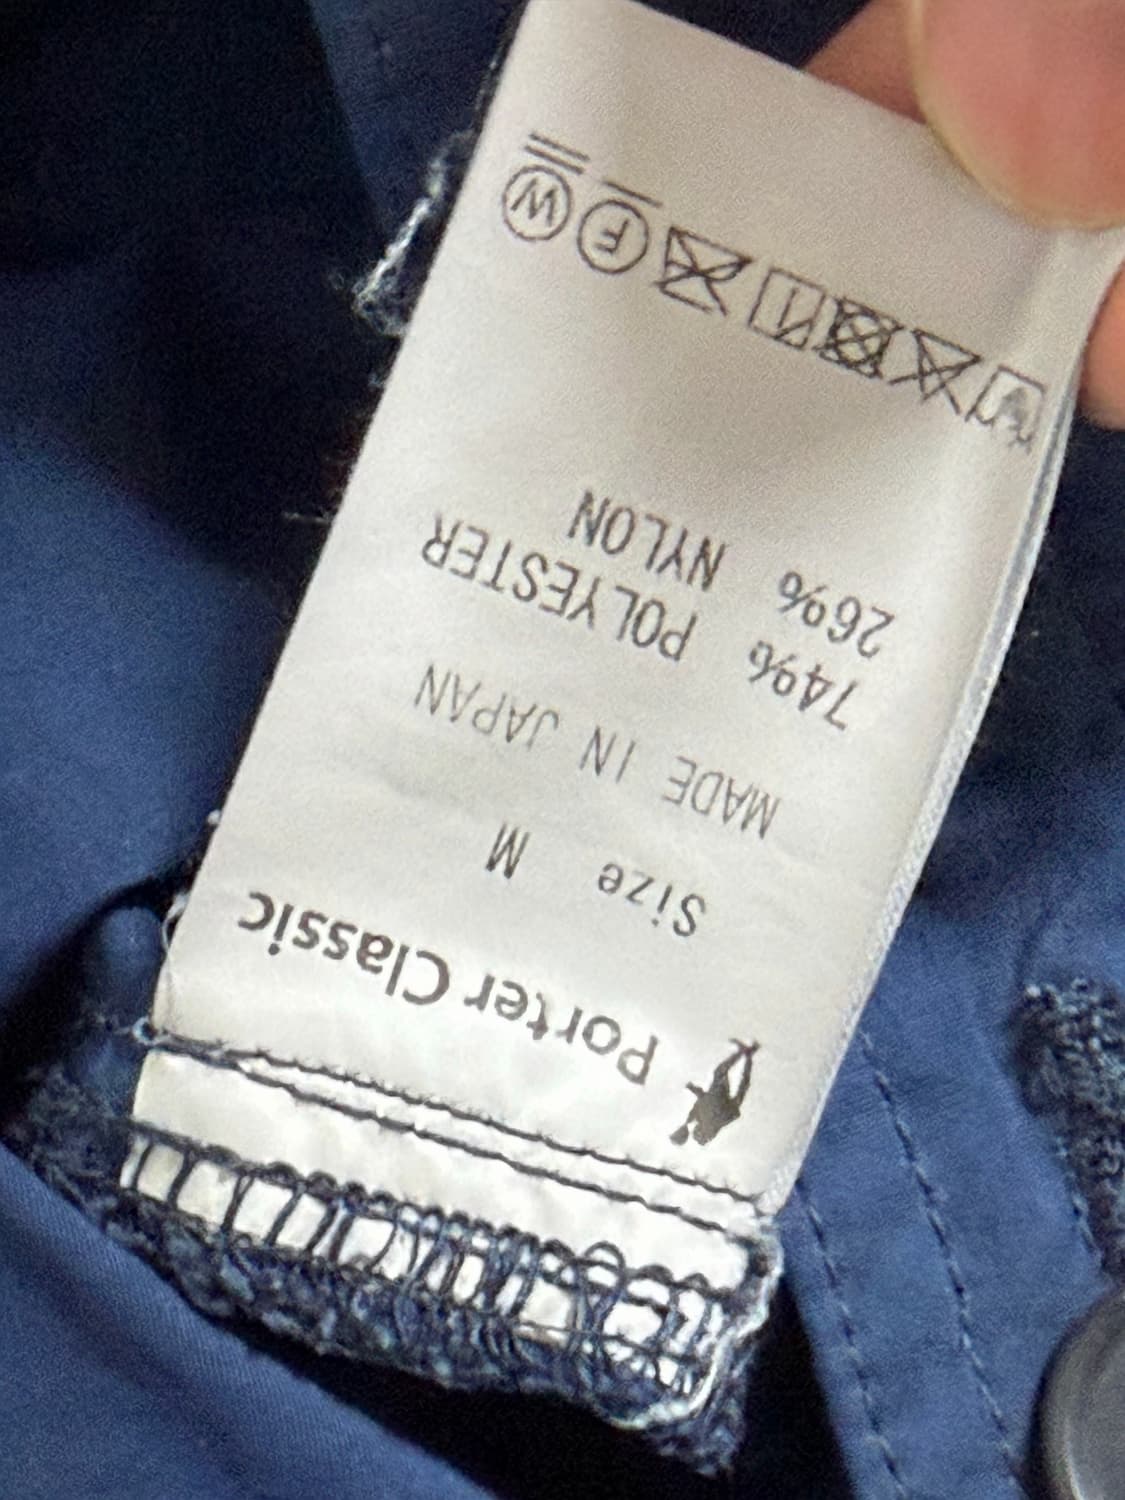 Porter Classic
Size M
MADE IN JAPAN
74% POLYESTER
26% NYLON
F
W